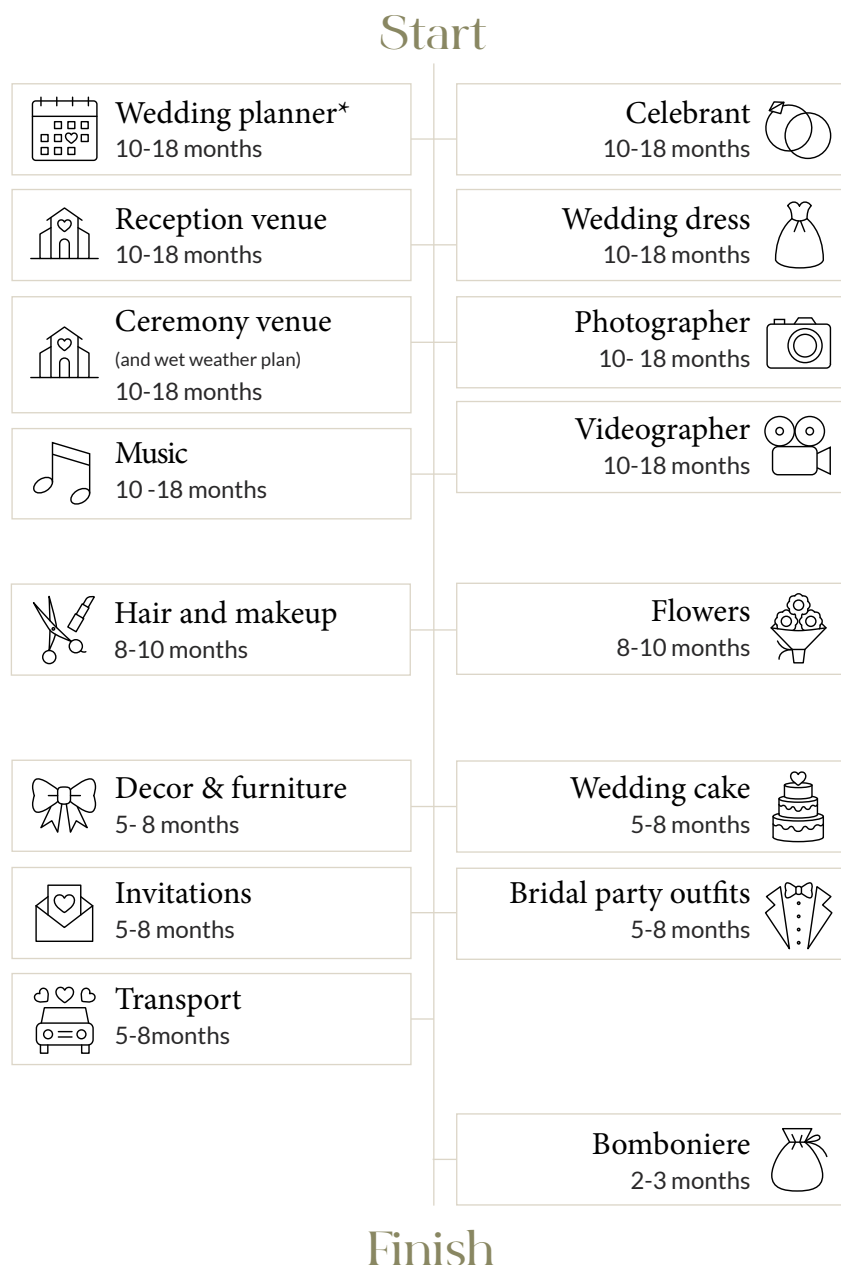 Start
Wedding planner*
10-18 months
Celebrant
10-18 months
Reception venue
10-18 months
Wedding dress
10-18 months
Ceremony venue
(and wet weather plan)
10-18 months
Photographer
10- 18 months
Music
10 -18 months
Videographer
10-18 months
Hair and makeup
8-10 months
Flowers
8-10 months
Decor & furniture
5- 8 months
Wedding cake
5-8 months
Invitations
5-8 months
Bridal party outfits
5-8 months
Transport
5-8months
Bomboniere
2-3 months
Finish